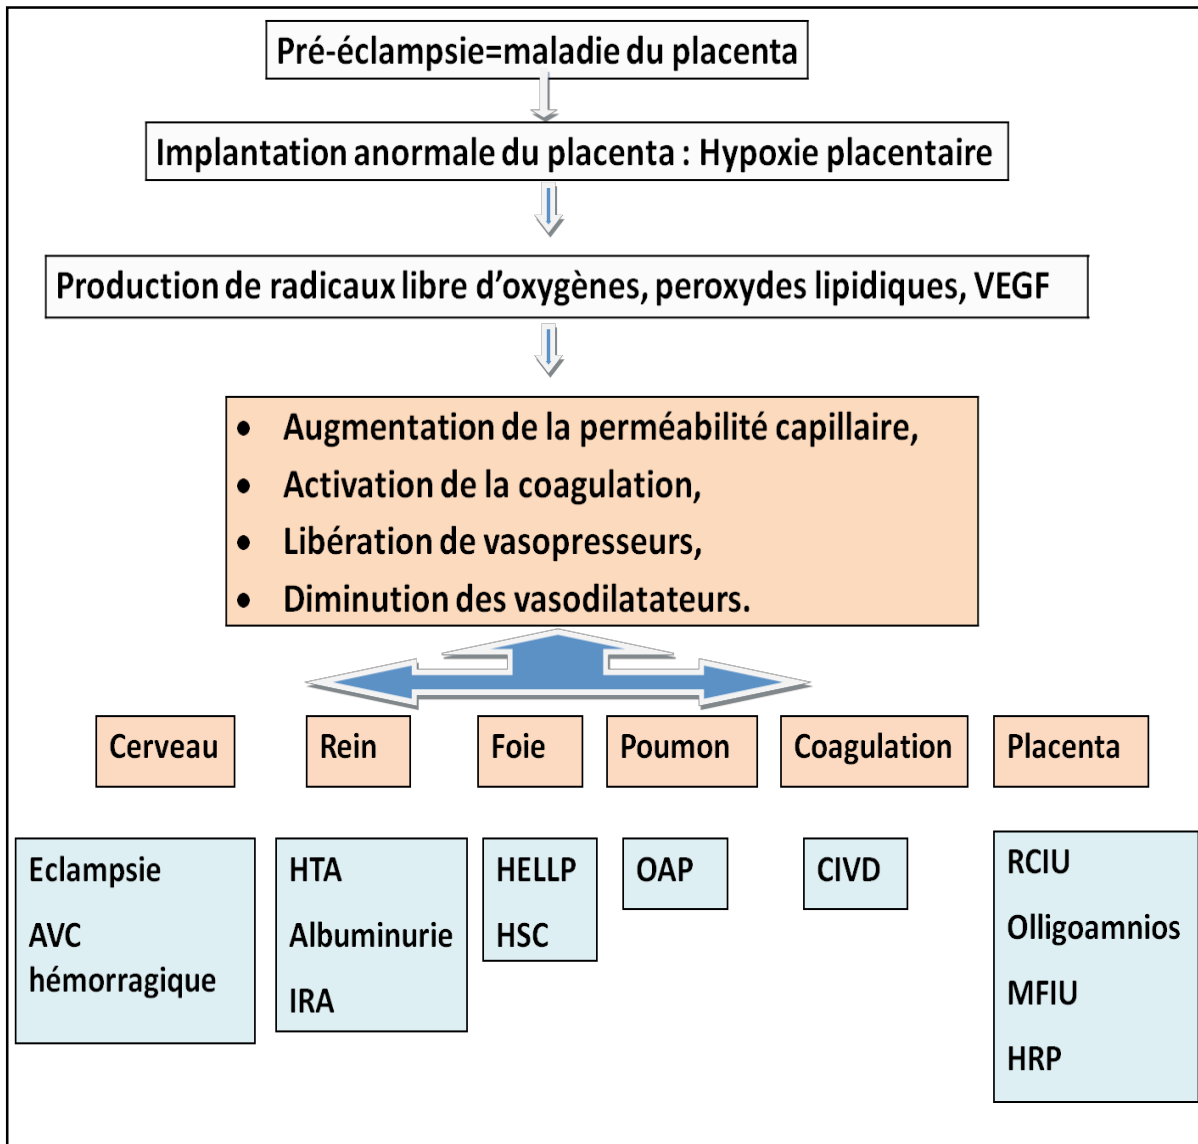 Pré-éclampsie=maladie du placenta
Implantation anormale du placenta : Hypoxie placentaire
Production de radicaux libre d'oxygènes, peroxydes lipidiques, VEGF
• Augmentation de la perméabilité capillaire,
• Activation de la coagulation,
• Libération de vasopresseurs,
• Diminution des vasodilatateurs.
Cerveau
Rein
Foie
Poumon
Coagulation
Placenta
Eclampsie
AVC
hémorragique
HTA
Albuminurie
IRA
HELLP
HSC
OAP
CIVD
RCIU
Olligoamnios
MFIU
HRP